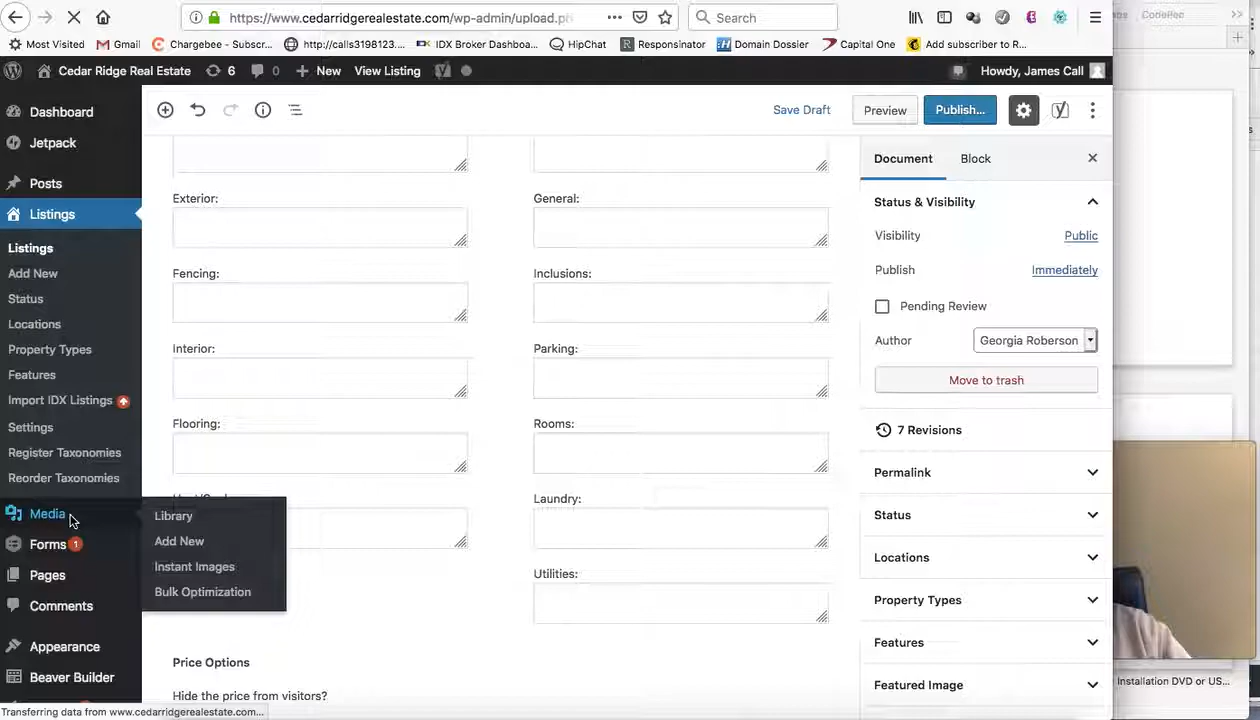 https://www.cedarridgerealestate.com/wp-admin/upload.p
Search
Most Visited
Gmail
Chargebee - Subscr...
http://calls3198123....
IDX Broker Dashboa...
HipChat
Responsinator
Domain Dossier
Capital One
Add subscriber to R...
CodePen
Cedar Ridge Real Estate
6
0
New
View Listing
Howdy, James Call
Dashboard
Jetpack
Posts
Listings
Listings
Add New
Status
Locations
Property Types
Features
Import IDX Listings
Settings
Register Taxonomies
Reorder Taxonomies
Media
Forms 1
Pages
Comments
Appearance
Beaver Builder
Library
Add New
Instant Images
Bulk Optimization
Save Draft
Preview
Publish...
Exterior:
General:
Fencing:
Inclusions:
Interior:
Parking:
Flooring:
Rooms:
Laundry:
Utilities:
Price Options
Hide the price from visitors?
Document
Block
Status & Visibility
Visibility
Public
Publish
Immediately
Pending Review
Author
Georgia Roberson
Move to trash
7 Revisions
Permalink
Status
Locations
Property Types
Features
Featured Image
Installation DVD or US...
Transferring data from www.cedarridgerealestate.com...